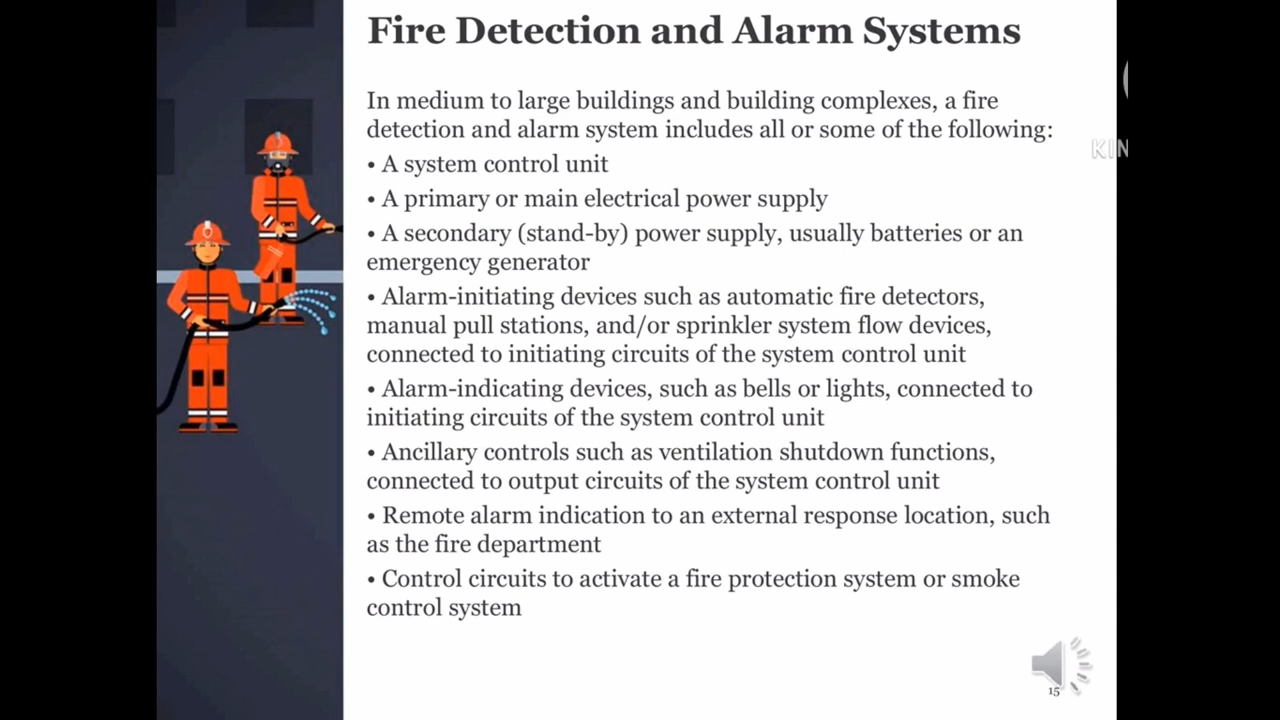 Fire Detection and Alarm Systems
In medium to large buildings and building complexes, a fire
detection and alarm system includes all or some of the following:
• A system control unit
• A primary or main electrical power supply
• A secondary (stand-by) power supply, usually batteries or an
emergency generator
• Alarm-initiating devices such as automatic fire detectors,
manual pull stations, and/or sprinkler system flow devices,
connected to initiating circuits of the system control unit
• Alarm-indicating devices, such as bells or lights, connected to
initiating circuits of the system control unit
• Ancillary controls such as ventilation shutdown functions,
connected to output circuits of the system control unit
• Remote alarm indication to an external response location, such
as the fire department
• Control circuits to activate a fire protection system or smoke
control system
15
KIN